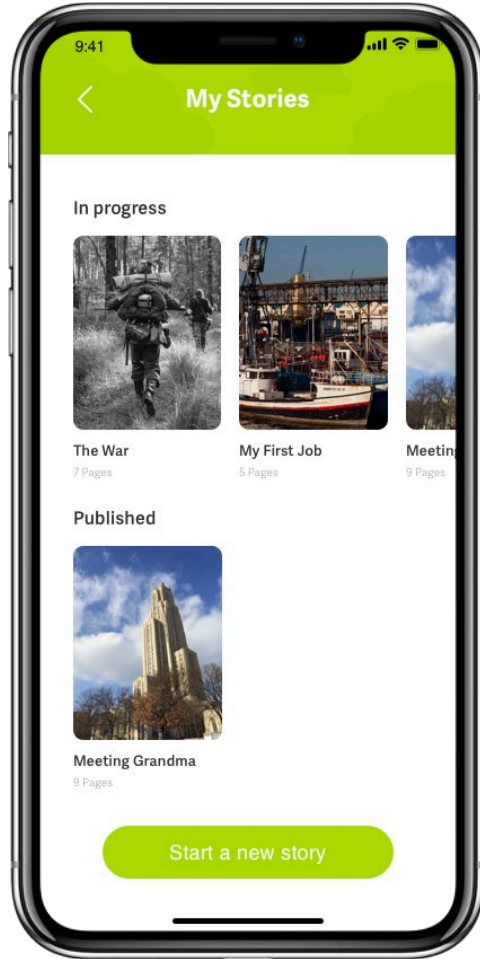 9:41
My Stories
In progress
The War
My First Job
Meeting
7 Pages
5 Pages
9 Pages
Published
Meeting Grandma
9 Pages
Start a new story